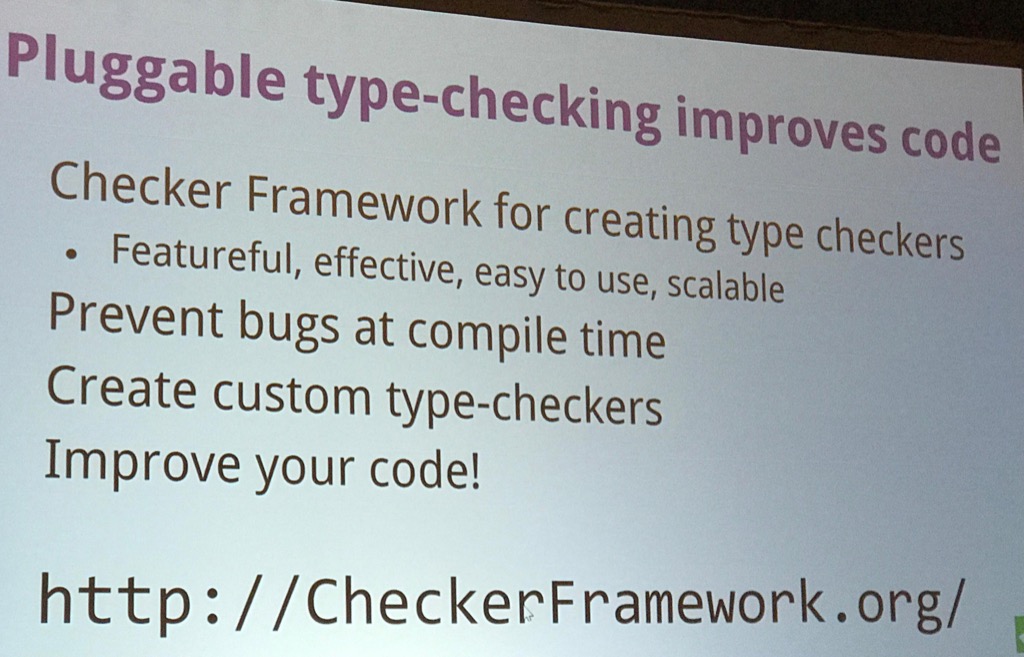 Pluggable type-checking improves code
Checker Framework for creating type checkers
• Featureful, effective, easy to use, scalable
Prevent bugs at compile time
Create custom type-checkers
Improve your code!
http://CheckerFramework.org/